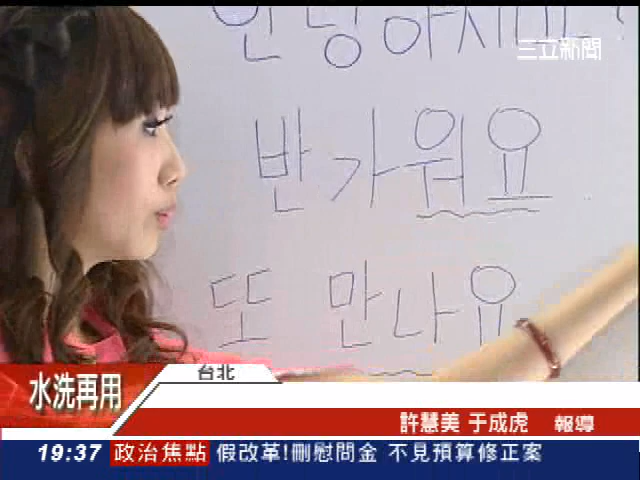 안녕하세요?
三立新聞
반가워요
또 만나요
台北
水洗再用
許慧美 于成虎 報導
19:37 政治焦點 假改革!刪慰問金 不見預算修正案